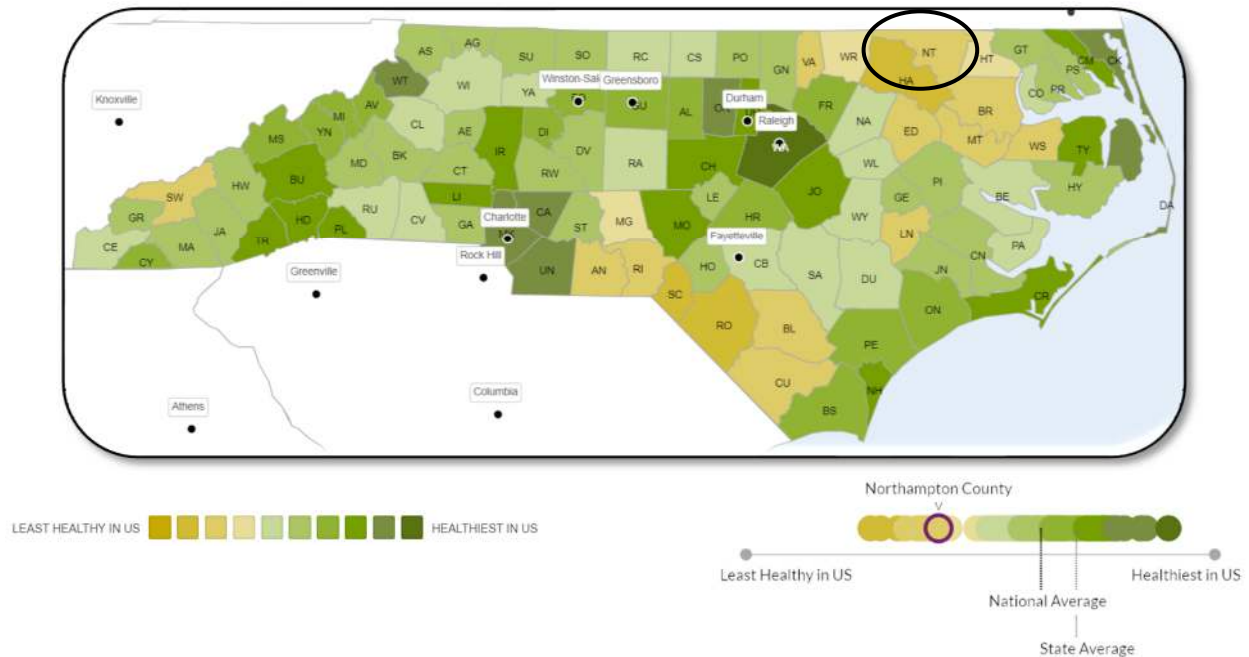 AS
AG
SU
SO
RC
CS
PO
GN
VA
WR
NT
HT
GT
CM
CK
PS
PR
CO
WT
WI
YA
Winston-Sal
Greensboro
HA
Knoxville
MI
AV
YN
MS
CL
AE
IR
DI
GU
AL
Durham
Raleigh
FR
NA
ED
BR
MT
WS
TY
MD
BK
CT
DV
RA
RW
CH
JO
WL
BU
SW
HW
LI
LE
GE
PI
BE
HY
DA
GR
JA
HD
TR
PL
RU
CV
GA
Charlotte
CA
ST
MG
MO
HR
WY
LN
PA
CE
CY
MA
Rock Hill
UN
AN
RI
HO
Fayetteville
CB
SA
DU
JN
CN
Greenville
SC
RO
BL
ON
CR
PE
CU
BS
NH
Columbia
Athens
Northampton County
LEAST HEALTHY IN US
HEALTHIEST IN US
Least Healthy in US
Healthiest in US
National Average
State Average